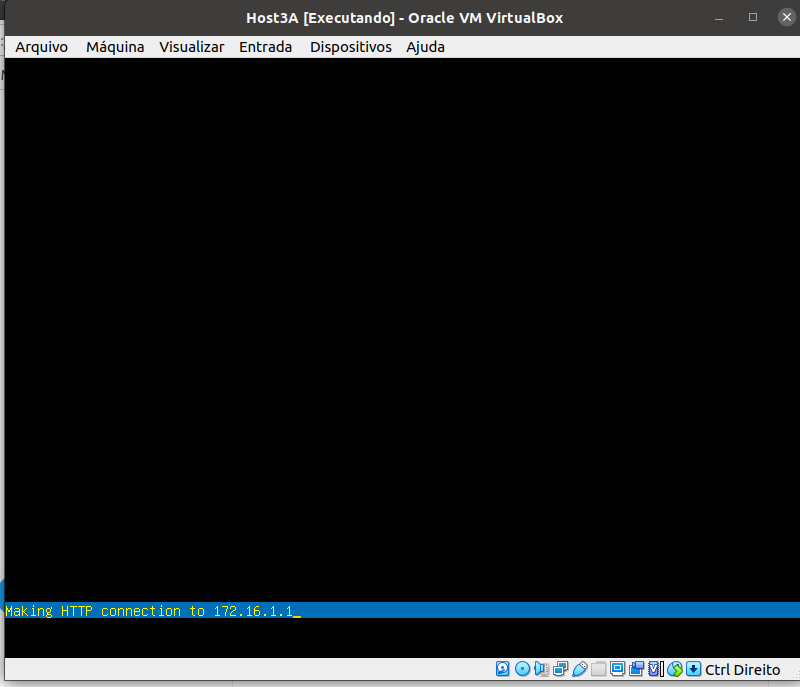 Host3A [Executando] - Oracle VM VirtualBox
Arquivo Máquina Visualizar Entrada Dispositivos Ajuda
Making HTTP connection to 172.16.1.1
Ctrl Direito